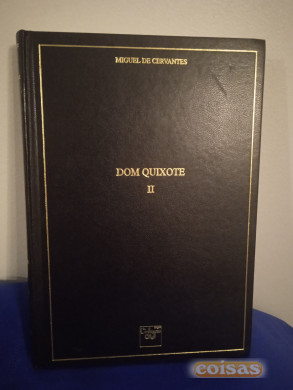 MIGUEL DE CERVANTES
DOM QUIXOTE
II
coisas